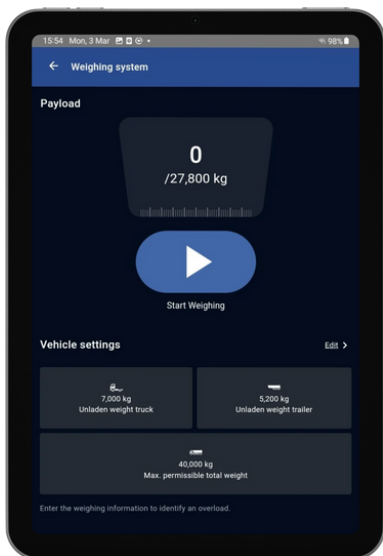 15:54 Mon, 3 Mar
98%
Weighing system
Payload
0
/27,800 kg
Start Weighing
Vehicle settings
Edit
7,000 kg
Unladen weight truck
5,200 kg
Unladen weight trailer
40,000 kg
Max. permissible total weight
Enter the weighing information to identify an overload.